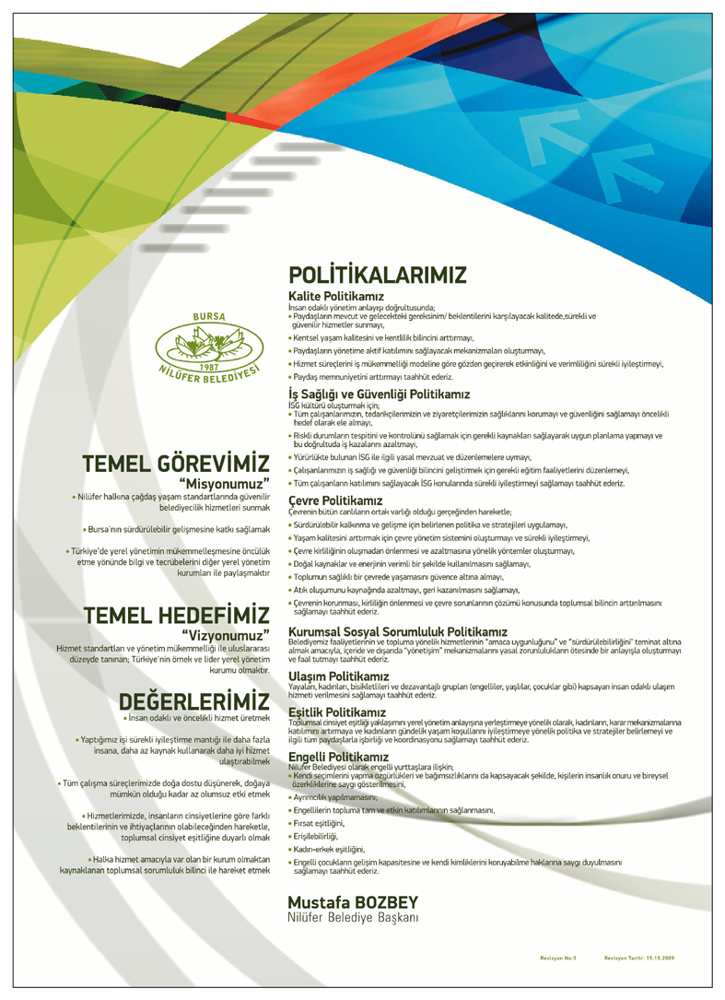 BURSA
1987
NİLÜFER BELEDİYESİ
TEMEL GÖREVİMİZ
“Misyonumuz”
• Nilüfer halkına çağdaş yaşam standartlarında güvenilir
belediyecilik hizmetleri sunmak
• Bursa'nın sürdürülebilir gelişmesine katkı sağlamak
• Türkiye’de yerel yönetimin mükemmelleşmesine öncülük
etme yönünde bilgi ve tecrübelerini diğer yerel yönetim
kurumları ile paylaşmaktır
TEMEL HEDEFİMİZ
“Vizyonumuz”
Hizmet standartları ve yönetim mükemmelliği ile uluslararası
düzeyde tanınan; Türkiye'nin örnek ve lider yerel yönetim
kurumu olmaktır.
DEĞERLERİMİZ
• İnsan odaklı ve öncelikli hizmet üretmek
• Yaptığımız işi sürekli iyileştirme mantığı ile daha fazla
insana, daha az kaynak kullanarak daha iyi hizmet
ulaştırabilmek
• Tüm çalışma süreçlerimizde doğa dostu düşünerek, doğaya
mümkün olduğu kadar az olumsuz etki etmek
• Hizmetlerimizde, insanların cinsiyetlerine göre farklı
beklentilerinin ve ihtiyaçlarının olabileceğinden hareketle,
toplumsal cinsiyet eşitliğine duyarlı olmak
• Halka hizmet amacıyla var olan bir kurum olmaktan
kaynaklanan toplumsal sorumluluk bilinci ile hareket etmek
POLİTİKALARIMIZ
Kalite Politikamız
İnsan odaklı yönetim anlayışı doğrultusunda;
• Paydaşların mevcut ve gelecekteki gereksinim/ beklentilerini karşılayacak kalitede,sürekli ve
güvenilir hizmetler sunmayı,
• Kentsel yaşam kalitesini ve kentlilik bilincini arttırmayı,
• Paydaşların yönetime aktif katılımını sağlayacak mekanizmaları oluşturmayı,
• Hizmet süreçlerini iş mükemmelliği modeline göre gözden geçirerek etkinliğini ve verimliliğini sürekli iyileştirmeyi,
• Paydaş memnuniyetini arttırmayı taahhüt ederiz.
İş Sağlığı ve Güvenliği Politikamız
İSG kültürü oluşturmak için;
• Tüm çalışanlarımızın, tedarikçilerimizin ve ziyaretçilerimizin sağlıklarını korumayı ve güvenliğini sağlamayı öncelikli
hedef olarak ele almayı,
• Riskli durumların tespitini ve kontrolünü sağlamak için gerekli kaynakları sağlayarak uygun planlama yapmayı ve
bu doğrultuda iş kazalarını azaltmayı,
• Yürürlükte bulunan İSG ile ilgili yasal mevzuat ve düzenlemelere uymayı,
• Çalışanlarımızın iş sağlığı ve güvenliği bilincini geliştirmek için gerekli eğitim faaliyetlerini düzenlemeyi,
• Tüm çalışanların katılımını sağlayacak İSG konularında sürekli iyileştirmeyi sağlamayı taahhüt ederiz.
Çevre Politikamız
Çevrenin bütün canlıların ortak varlığı olduğu gerçeğinden hareketle;
• Sürdürülebilir kalkınma ve gelişme için belirlenen politika ve stratejileri uygulamayı,
• Yaşam kalitesini arttırmak için çevre yönetim sistemini oluşturmayı ve sürekli iyileştirmeyi,
• Çevre kirliliğinin oluşmadan önlenmesi ve azaltmasına yönelik yöntemler oluşturmayı,
• Doğal kaynaklar ve enerjinin verimli bir şekilde kullanılmasını sağlamayı,
• Toplumun sağlıklı bir çevrede yaşamasını güvence altına almayı,
• Atık oluşumunu kaynağında azaltmayı, geri kazanılmasını sağlamayı,
• Çevrenin korunması, kirliliğin önlenmesi ve çevre sorunlarının çözümü konusunda toplumsal bilincin arttırılmasını
sağlamayı taahhüt ederiz.
Kurumsal Sosyal Sorumluluk Politikamız
Belediyemiz faaliyetlerinin ve topluma yönelik hizmetlerinin “amaca uygunluğunu” ve “sürdürülebilirliğini” teminat altına
almak amacıyla, içeride ve dışarıda “yönetişim” mekanizmalarını yasal zorunlulukların ötesinde bir anlayışla oluşturmayı
ve faal tutmayı taahhüt ederiz.
Ulaşım Politikamız
Yayaları, kadınları, bisikletlileri ve dezavantajlı grupları (engelliler, yaşlılar, çocuklar gibi) kapsayan insan odaklı ulaşım
hizmeti verilmesini sağlamayı taahhüt ederiz.
Eşitlik Politikamız
Toplumsal cinsiyet eşitliği yaklaşımını yerel yönetim anlayışına yerleştirmeye yönelik olarak, kadınların, karar mekanizmalarına
katılımını artırmaya ve kadınların gündelik yaşam koşullarını iyileştirmeye yönelik politika ve stratejiler belirlemeyi ve
ilgili tüm paydaşlarla işbirliği ve koordinasyonu sağlamayı taahhüt ederiz.
Engelli Politikamız
Nilüfer Belediyesi olarak engelli yurttaşlara ilişkin;
• Kendi seçimlerini yapma özgürlükleri ve bağımsızlıklarını da kapsayacak şekilde, kişilerin insanlık onuru ve bireysel
özerkliklerine saygı gösterilmesini,
• Ayrımcılık yapılmamasını,
• Engellilerin topluma tam ve etkin katılımlarının sağlanmasını,
• Fırsat eşitliğini,
• Erişilebilirliği,
• Kadın-erkek eşitliğini,
• Engelli çocukların gelişim kapasitesine ve kendi kimliklerini koruyabilme haklarına saygı duyulmasını
sağlamayı taahhüt ederiz.
Mustafa BOZBEY
Nilüfer Belediye Başkanı
Revizyon No:3 Revizyon Tarihi: 15.10.2009